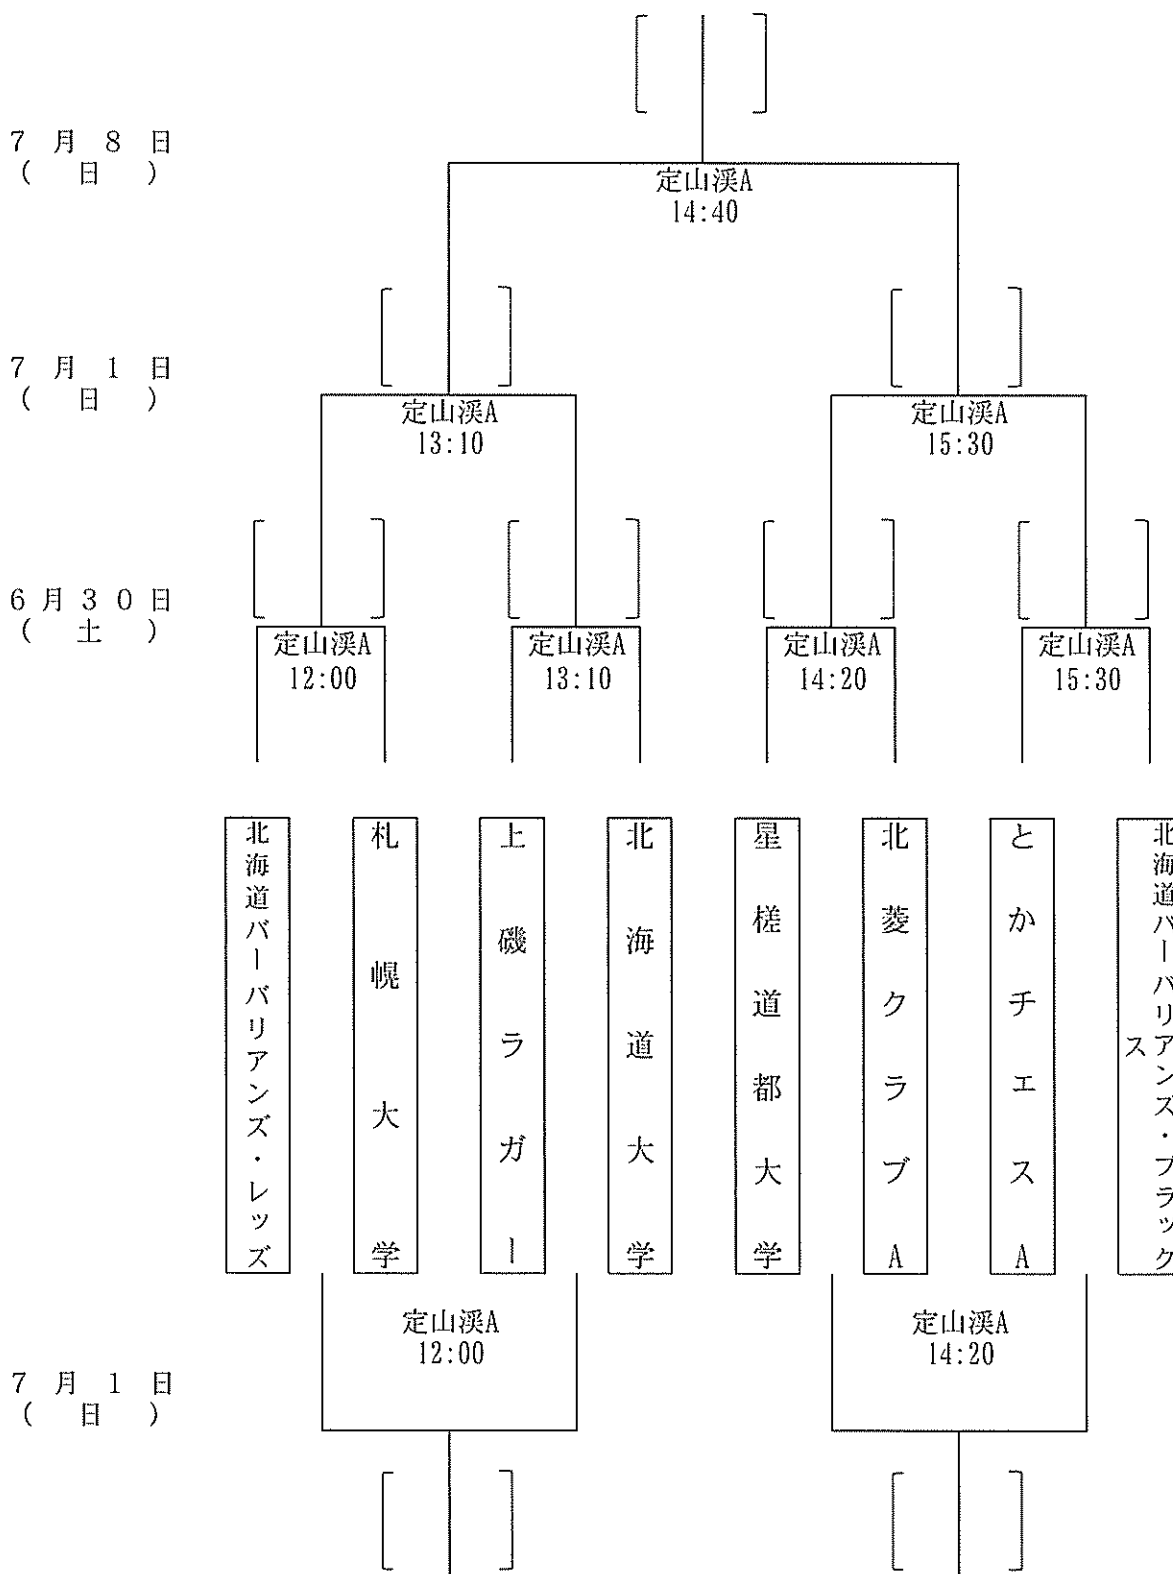 7月8日
(日)
定山渓A
14:40
7月1日
(日)
定山渓A
13:10
定山渓A
15:30
6月30日
(土)
定山渓A
12:00
定山渓A
13:10
定山渓A
14:20
定山渓A
15:30
北海道バーバリアンズ・レッズ
札幌大学
上磯ラガー
北海道大学
星槎道都大学
北菱クラブA
とかチェスA
北海道バーバリアンズ・ブラック
ス
定山渓A
12:00
定山渓A
14:20
7月1日
(日)